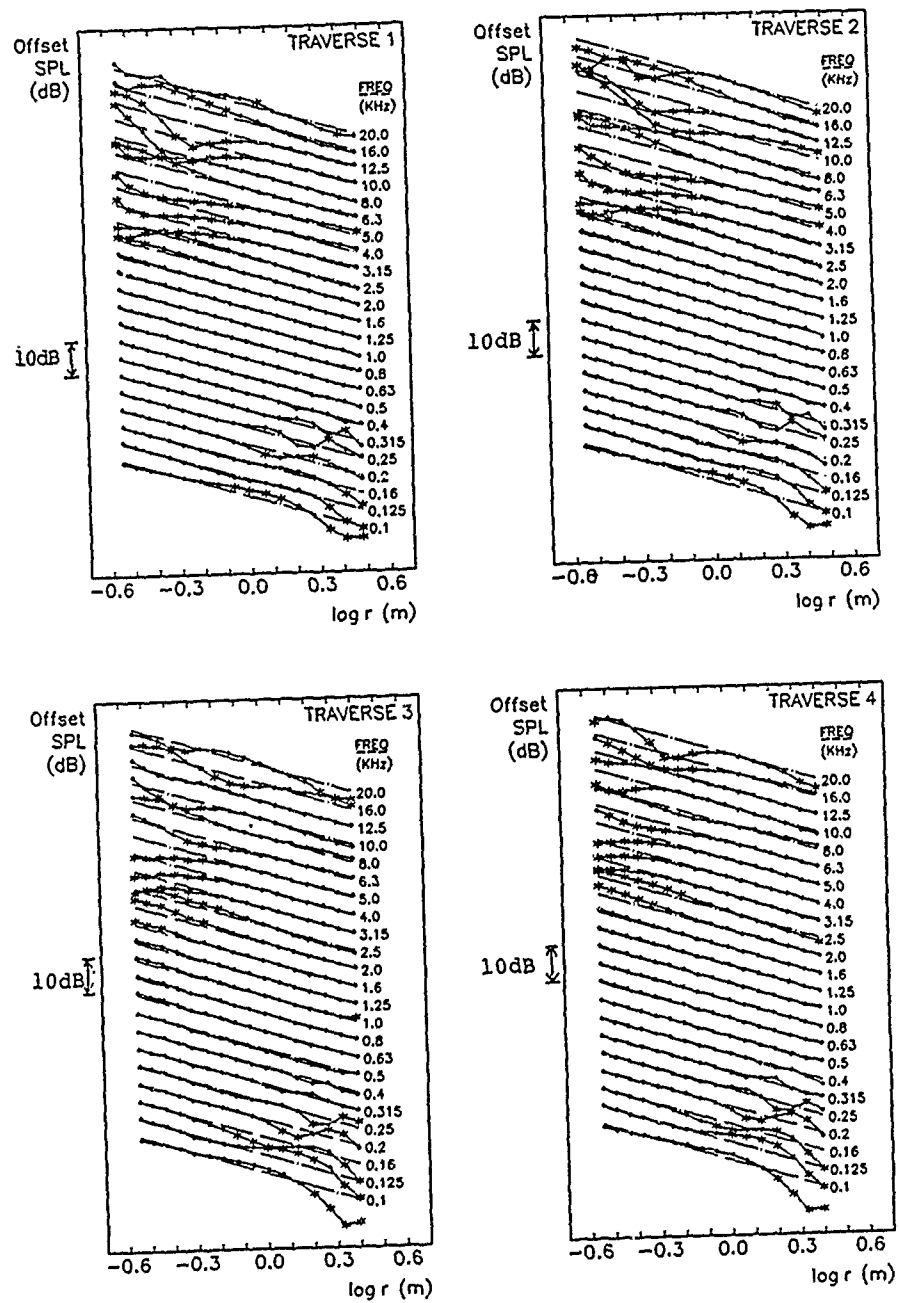 Offset
SPL
(dB)
TRAVERSE 1
FREQ
(KHz)
20.0
16.0
12.5
10.0
8.0
6.3
5.0
4.0
3.15
2.5
2.0
1.6
1.25
1.0
0.8
0.63
0.5
0.4
0.315
0.25
0.2
0.16
0.125
0.1
10dB
-0.6 -0.3 0.0 0.3 0.6
log r (m)
Offset
SPL
(dB)
TRAVERSE 2
FREQ
(KHz)
20.0
16.0
12.5
10.0
8.0
6.3
5.0
4.0
3.15
2.5
2.0
1.6
1.25
1.0
0.8
0.63
0.5
0.4
0.315
0.25
0.2
0.16
0.125
0.1
10dB
-0.6 -0.3 0.0 0.3 0.6
log r (m)
Offset
SPL
(dB)
TRAVERSE 3
FREQ
(KHz)
20.0
16.0
12.5
10.0
8.0
6.3
5.0
4.0
3.15
2.5
2.0
1.6
1.25
1.0
0.8
0.63
0.5
0.4
0.315
0.25
0.2
0.16
0.125
0.1
10dB
-0.6 -0.3 0.0 0.3 0.6
log r (m)
Offset
SPL
(dB)
TRAVERSE 4
FREQ
(KHz)
20.0
16.0
12.5
10.0
8.0
6.3
5.0
4.0
3.15
2.5
2.0
1.6
1.25
1.0
0.8
0.63
0.5
0.4
0.315
0.25
0.2
0.16
0.125
0.1
10dB
-0.6 -0.3 0.0 0.3 0.6
log r (m)